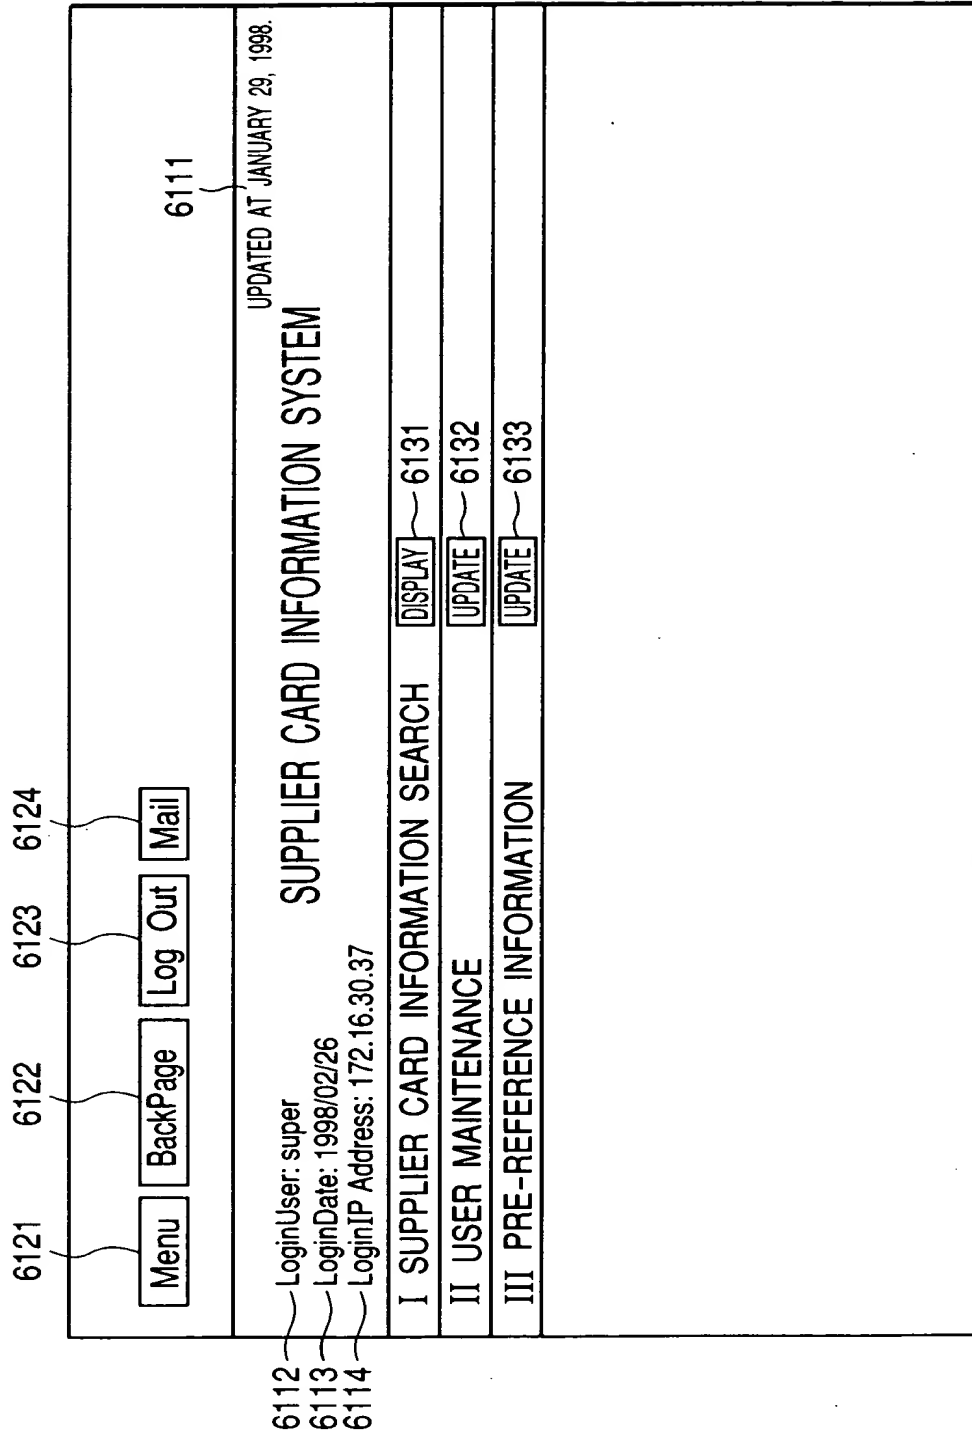 6121 6122 6123 6124
Menu BackPage Log Out Mail
6111
UPDATED AT JANUARY 29, 1998.
SUPPLIER CARD INFORMATION SYSTEM
6112 LoginUser: super
6113 LoginDate: 1998/02/26
6114 LoginIP Address: 172.16.30.37
I SUPPLIER CARD INFORMATION SEARCH DISPLAY 6131
II USER MAINTENANCE UPDATE 6132
III PRE-REFERENCE INFORMATION UPDATE 6133